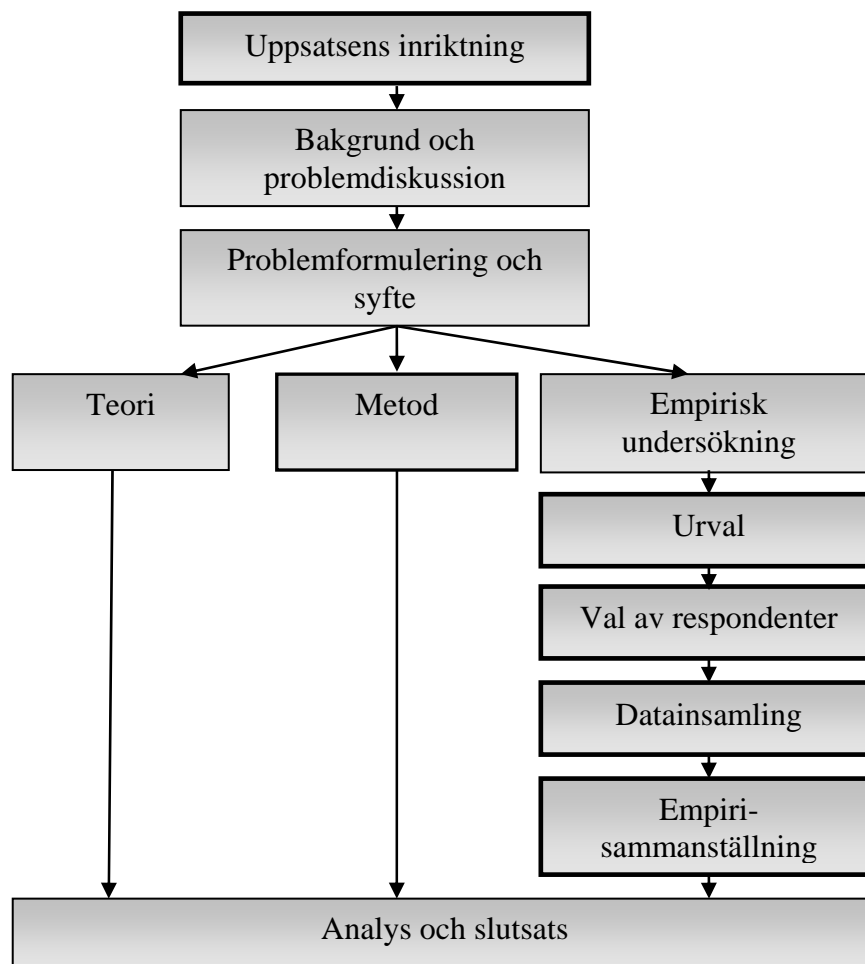 Uppsatsens inriktning
Bakgrund och
problemdiskussion
Problemformulering och
syfte
Teori
Metod
Empirisk
undersökning
Urval
Val av respondenter
Datainsamling
Empiri-
sammanställning
Analys och slutsats